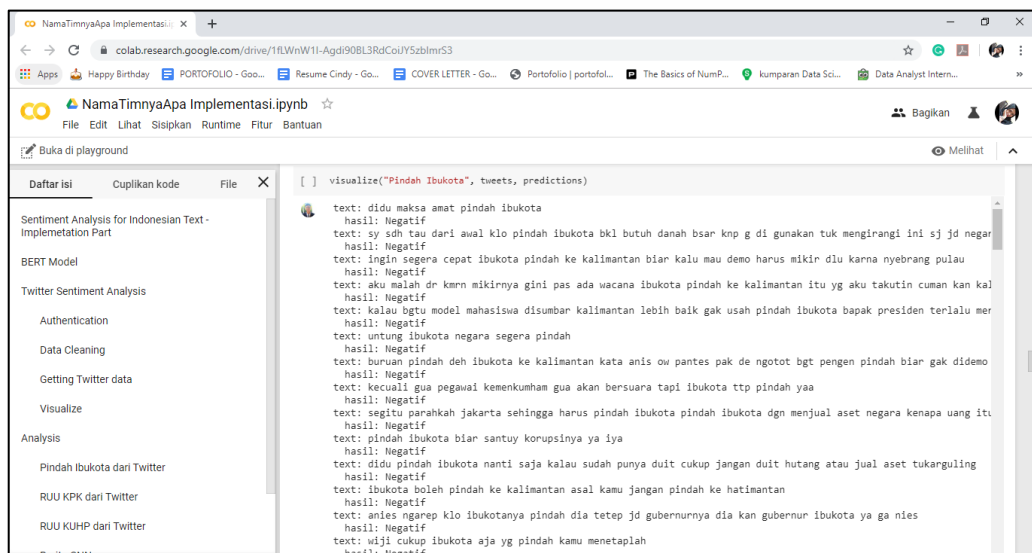 NamaTimnyaApa Implementasi.ip
colab.research.google.com/drive/1fLWnW1I-Agdi90BL3RdCoiJY5zbImrS3
Apps Happy Birthday PORTOFOLIO - Goo... Resume Cindy - Go... COVER LETTER - Go... Portofolio | portofol... The Basics of NumP... kumparan Data Sci... Data Analyst Intern... »
NamaTimnyaApa Implementasi.ipynb
File Edit Lihat Sisipkan Runtime Fitur Bantuan
Bagikan
Buka di playground
Melihat
Daftar isi Cuplikan kode File
Sentiment Analysis for Indonesian Text -
Implemetation Part
BERT Model
Twitter Sentiment Analysis
Authentication
Data Cleaning
Getting Twitter data
Visualize
Analysis
Pindah Ibukota dari Twitter
RUU KPK dari Twitter
RUU KUHP dari Twitter
[ ] visualize("Pindah Ibukota", tweets, predictions)
text: didu maksa amat pindah ibukota
hasil: Negatif
text: sy sdh tau dari awal klo pindah ibukota bkl butuh danah bsar knp g di gunakan tuk mengirangi ini sj jd negar
hasil: Negatif
text: ingin segera cepat ibukota pindah ke kalimantan biar kalu mau demo harus mikir dlu karna nyebrang pulau
hasil: Negatif
text: aku malah dr kmrn mikirnya gini pas ada wacana ibukota pindah ke kalimantan itu yg aku takutin cuman kan kal
hasil: Negatif
text: kalau bgtu model mahasiswa disumbar kalimantan lebih baik gak usah pindah ibukota bapak presiden terlalu mer
hasil: Negatif
text: untung ibukota negara segera pindah
hasil: Negatif
text: buruan pindah deh ibukota ke kalimantan kata anis ow pantes pak de ngotot bgt pengen pindah biar gak didemo
hasil: Negatif
text: kecuali gua pegawai kemenkumham gua akan bersuara tapi ibukota ttp pindah yaa
hasil: Negatif
text: segitu parahkah jakarta sehingga harus pindah ibukota pindah ibukota dgn menjual aset negara kenapa uang itu
hasil: Negatif
text: pindah ibukota biar santuy korupsinya ya iya
hasil: Negatif
text: didu pindah ibukota nanti saja kalau sudah punya duit cukup jangan duit hutang atau jual aset tukarguling
hasil: Negatif
text: ibukota boleh pindah ke kalimantan asal kamu jangan pindah ke hatimantan
hasil: Negatif
text: anies ngarep klo ibukotanya pindah dia tetep jd gubernurnya dia kan gubernur ibukota ya ga nies
hasil: Negatif
text: wiji cukup ibukota aja yg pindah kamu menetaplah
hasil: Negatif